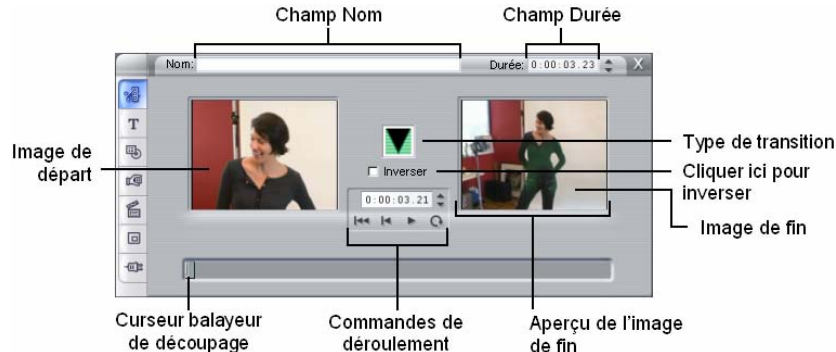 Champ Nom
Champ Durée
Nom:
Durée: 0:00:03.23
X
T
Image de
départ
Inverser
0:00:03.21
Type de transition
Cliquer ici pour
inverser
Image de fin
Curseur balayeur
de découpage
Commandes de
déroulement
Aperçu de l'image
de fin